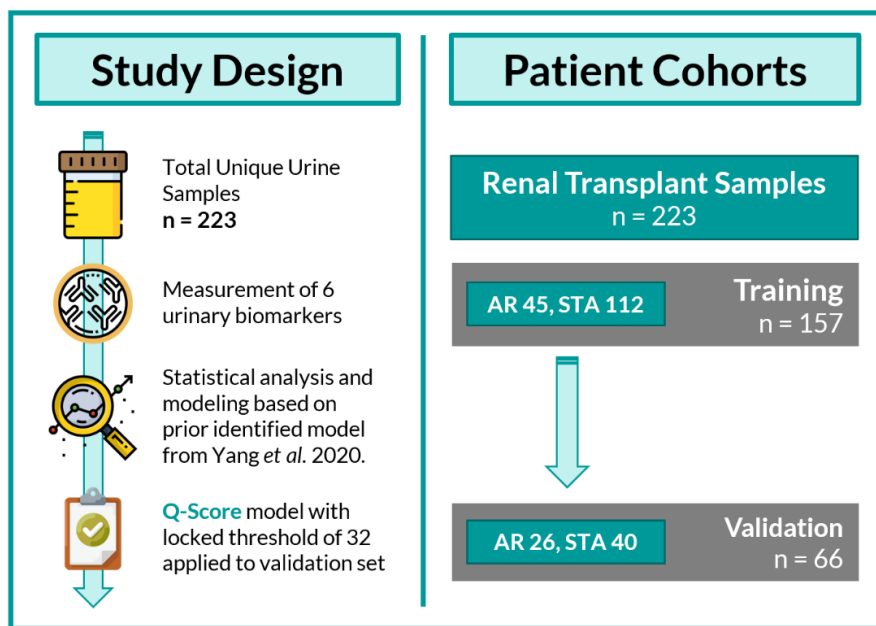 Study Design
Total Unique Urine
Samples
n = 223
Measurement of 6
urinary biomarkers
Statistical analysis and
modeling based on
prior identified model
from Yang et al. 2020.
Q-Score model with
locked threshold of 32
applied to validation set
Patient Cohorts
Renal Transplant Samples
n = 223
AR 45, STA 112
Training
n = 157
AR 26, STA 40
Validation
n = 66